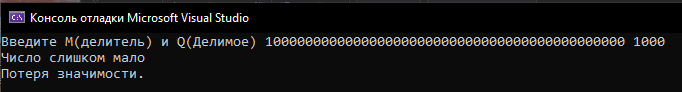 Консоль отладки Microsoft Visual Studio
Введите M(делитель) и Q(Делимое) 100000000000000000000000000000000000000000000 1000
Число слишком мало
Потеря значимости.